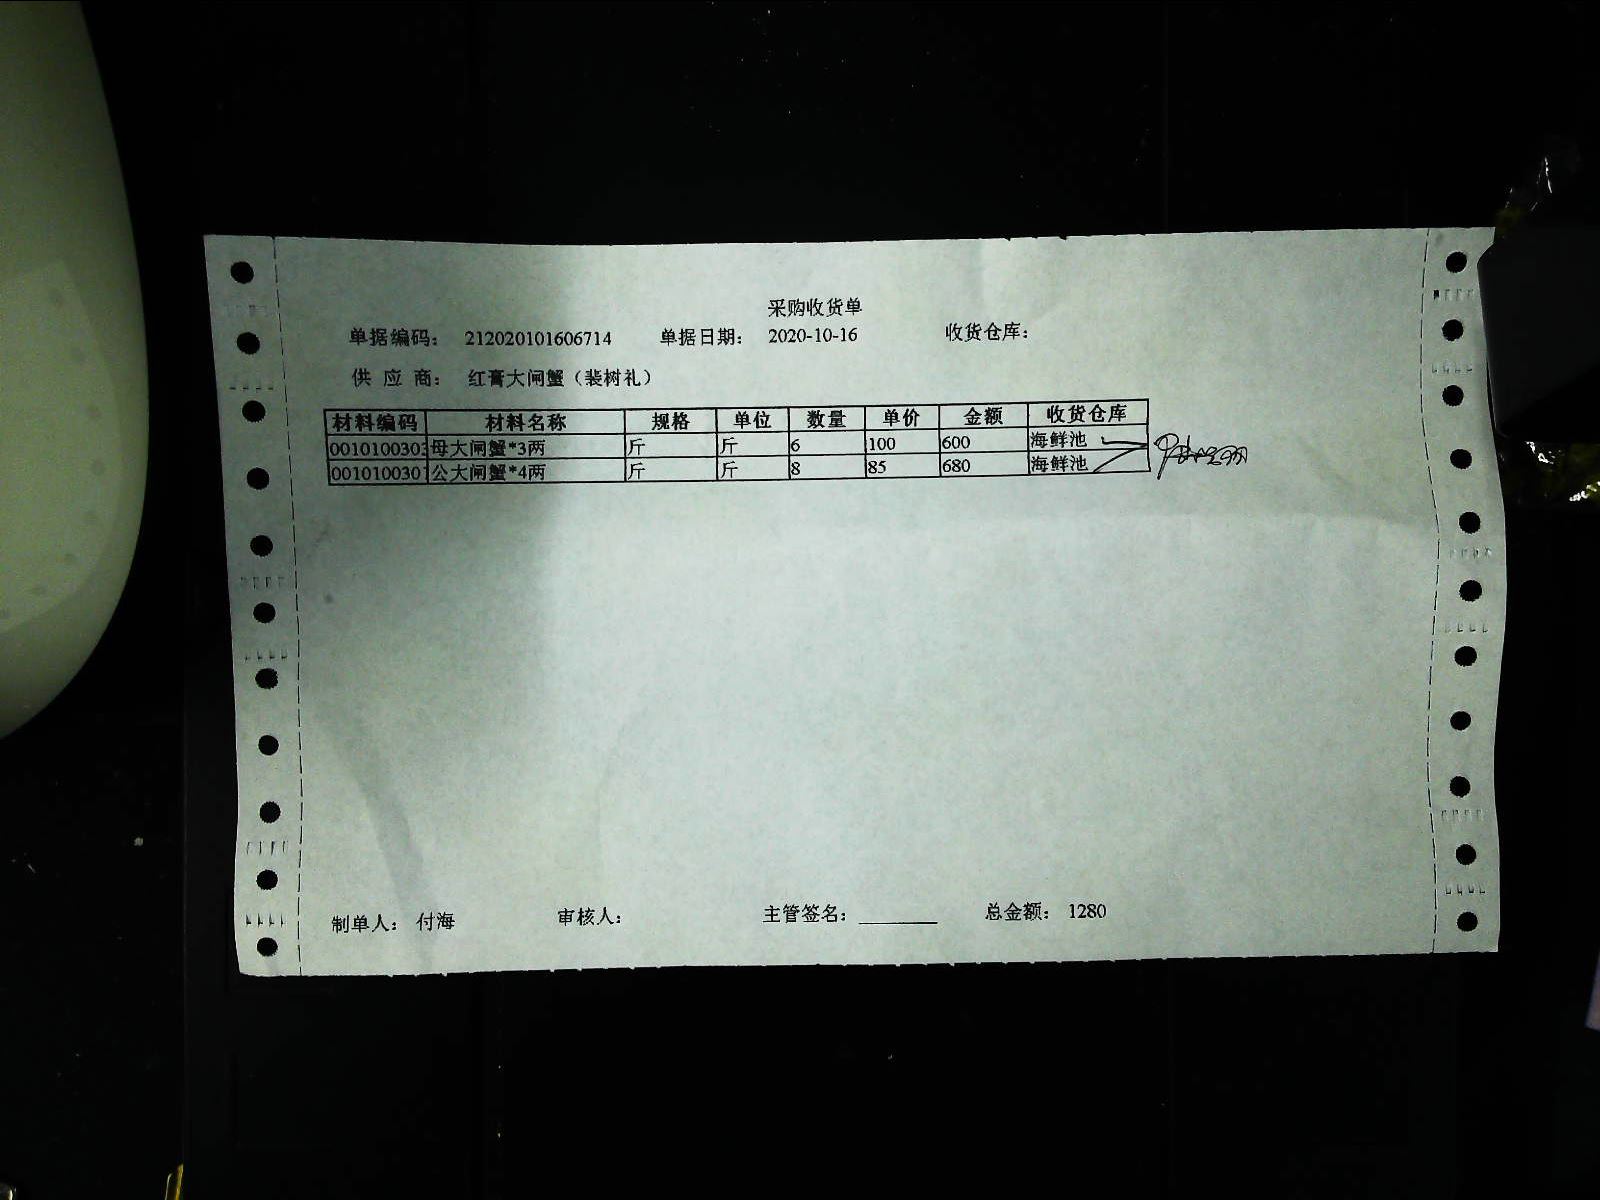 采购收货单
单据编码： 212020101606714 单据日期： 2020-10-16 收货仓库：
供 应 商： 红膏大闸蟹（裴树礼）
材料编码 材料名称 规格 单位 数量 单价 金额 收货仓库
母大闸蟹*3两 斤 斤 6 100 600 海鲜池
001010030 公大闸蟹*4两 斤 斤 8 85 680 海鲜池
制单人： 付海 审核人： 主管签名： 总金额： 1280